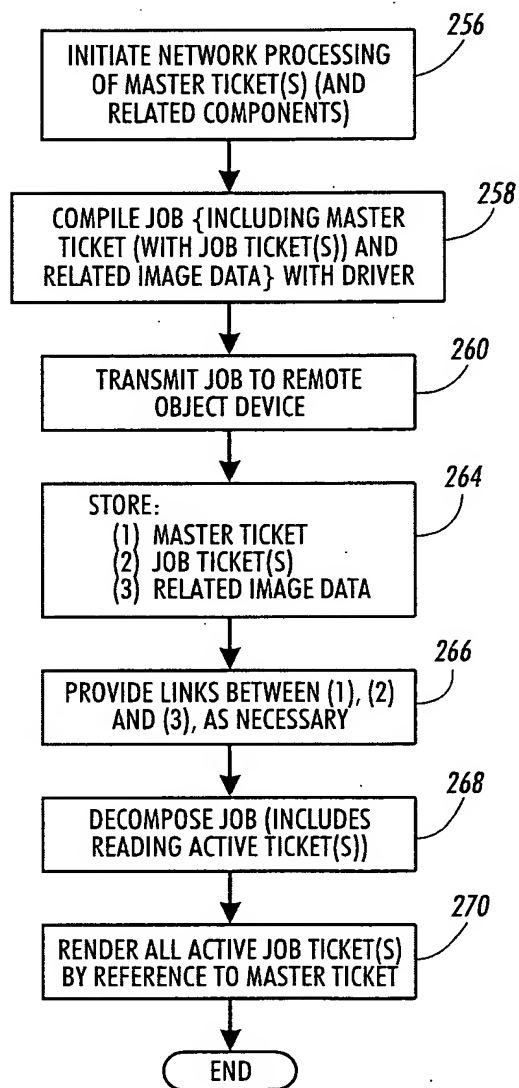 256
INITIATE NETWORK PROCESSING
OF MASTER TICKET(S) (AND
RELATED COMPONENTS)
258
COMPILE JOB {INCLUDING MASTER
TICKET (WITH JOB TICKET(S)) AND
RELATED IMAGE DATA} WITH DRIVER
260
TRANSMIT JOB TO REMOTE
OBJECT DEVICE
264
STORE:
(1) MASTER TICKET
(2) JOB TICKET(S)
(3) RELATED IMAGE DATA
266
PROVIDE LINKS BETWEEN (1), (2)
AND (3), AS NECESSARY
268
DECOMPOSE JOB (INCLUDES
READING ACTIVE TICKET(S))
270
RENDER ALL ACTIVE JOB TICKET(S)
BY REFERENCE TO MASTER TICKET
END